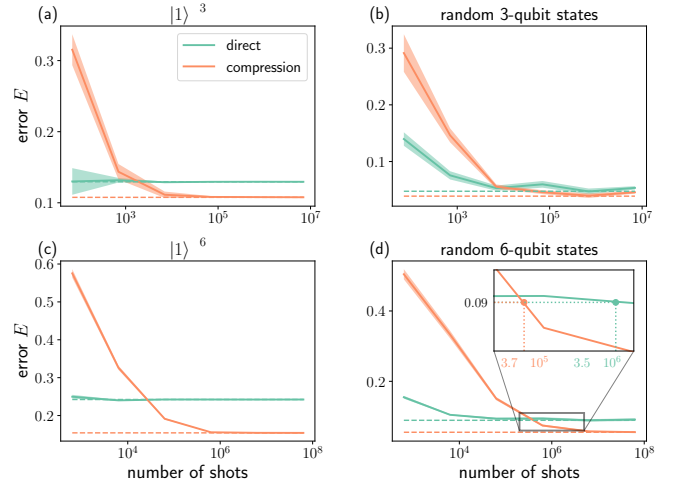 (a)
|1⟩ 3
error E
0.3
0.2
0.1
10³
10⁵
10⁷
direct
compression
(b)
random 3-qubit states
0.3
0.2
0.1
10³
10⁵
10⁷
(c)
|1⟩ 6
error E
0.6
0.5
0.4
0.3
0.2
10⁴
10⁶
10⁸
number of shots
(d)
random 6-qubit states
0.4
0.2
10⁴
10⁶
10⁸
number of shots
0.09
3.7 10⁵
3.5 10⁶